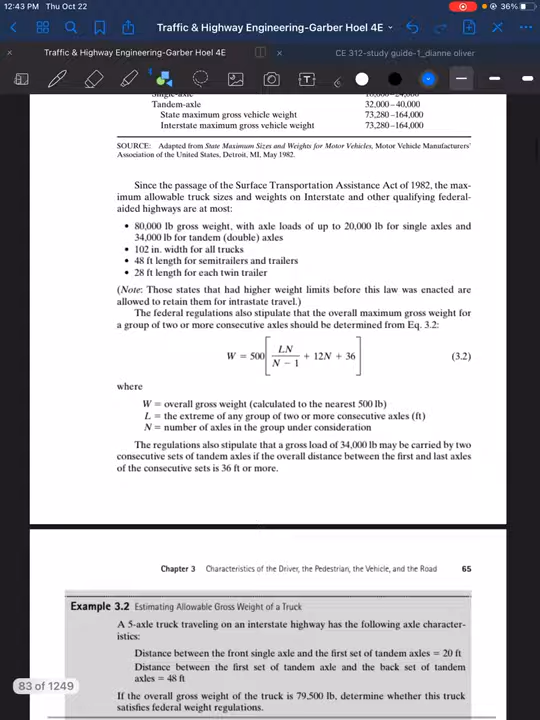 12:43 PM Thu Oct 22
36%
Traffic & Highway Engineering-Garber Hoel 4E
Traffic & Highway Engineering-Garber Hoel 4E
CE 312-study guide-1_dianne oliver
Tandem-axle 32,000–40,000
State maximum gross vehicle weight 73,280–164,000
Interstate maximum gross vehicle weight 73,280–164,000
SOURCE: Adapted from State Maximum Sizes and Weights for Motor Vehicles, Motor Vehicle Manufacturers'
Association of the United States, Detroit, MI, May 1982.
Since the passage of the Surface Transportation Assistance Act of 1982, the max-
imum allowable truck sizes and weights on Interstate and other qualifying federal-
aided highways are at most:
• 80,000 lb gross weight, with axle loads of up to 20,000 lb for single axles and
34,000 lb for tandem (double) axles
• 102 in. width for all trucks
• 48 ft length for semitrailers and trailers
• 28 ft length for each twin trailer
(Note: Those states that had higher weight limits before this law was enacted are
allowed to retain them for intrastate travel.)
The federal regulations also stipulate that the overall maximum gross weight for
a group of two or more consecutive axles should be determined from Eq. 3.2:
W = 500[LN / (N − 1) + 12N + 36] (3.2)
where
W = overall gross weight (calculated to the nearest 500 lb)
L = the extreme of any group of two or more consecutive axles (ft)
N = number of axles in the group under consideration
The regulations also stipulate that a gross load of 34,000 lb may be carried by two
consecutive sets of tandem axles if the overall distance between the first and last axles
of the consecutive sets is 36 ft or more.
Chapter 3 Characteristics of the Driver, the Pedestrian, the Vehicle, and the Road 65
Example 3.2 Estimating Allowable Gross Weight of a Truck
A 5-axle truck traveling on an interstate highway has the following axle character-
istics:
Distance between the front single axle and the first set of tandem axles = 20 ft
Distance between the first set of tandem axle and the back set of tandem
axles = 48 ft
If the overall gross weight of the truck is 79,500 lb, determine whether this truck
satisfies federal weight regulations.
83 of 1249